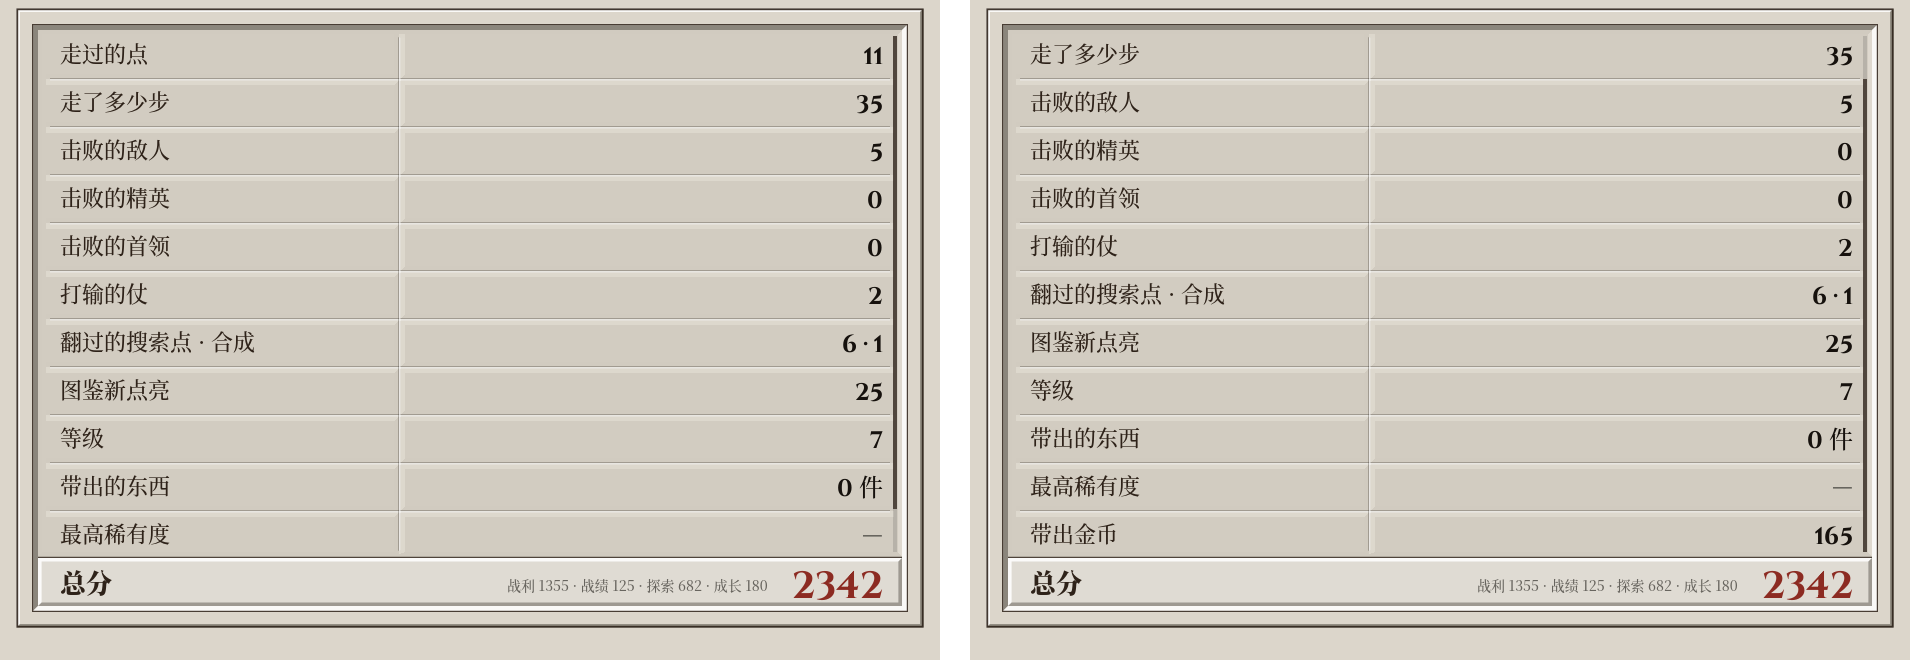 走过的点 11
走了多少步 35
击败的敌人 5
击败的精英 0
击败的首领 0
打输的仗 2
翻过的搜索点 · 合成 6 · 1
图鉴新点亮 25
等级 7
带出的东西 0 件
最高稀有度 —
总分 战利 1355 · 战绩 125 · 探索 682 · 成长 180 2342
走了多少步 35
击败的敌人 5
击败的精英 0
击败的首领 0
打输的仗 2
翻过的搜索点 · 合成 6 · 1
图鉴新点亮 25
等级 7
带出的东西 0 件
最高稀有度 —
带出金币 165
总分 战利 1355 · 战绩 125 · 探索 682 · 成长 180 2342